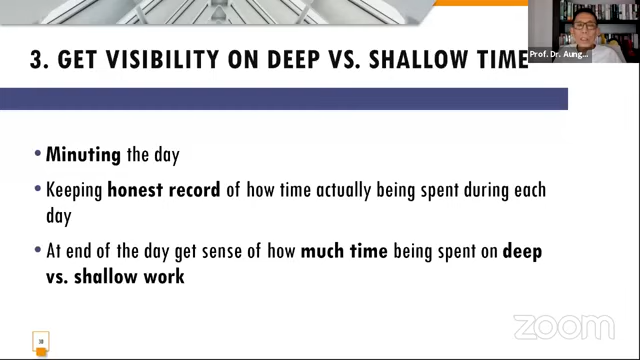 3. GET VISIBILITY ON DEEP VS. SHALLOW TIME
Prof. Dr. Aung...
• Minuting the day
• Keeping honest record of how time actually being spent during each
day
• At end of the day get sense of how much time being spent on deep
vs. shallow work
zoom